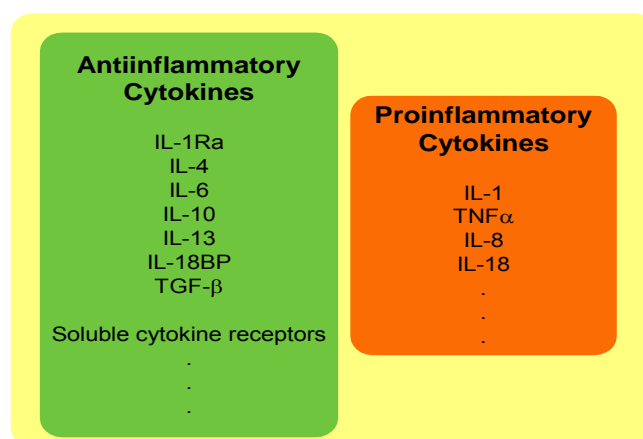 Antiinflammatory
Cytokines
IL-1Ra
IL-4
IL-6
IL-10
IL-13
IL-18BP
TGF-β
Soluble cytokine receptors
.
.
.
Proinflammatory
Cytokines
IL-1
TNFα
IL-8
IL-18
.
.
.